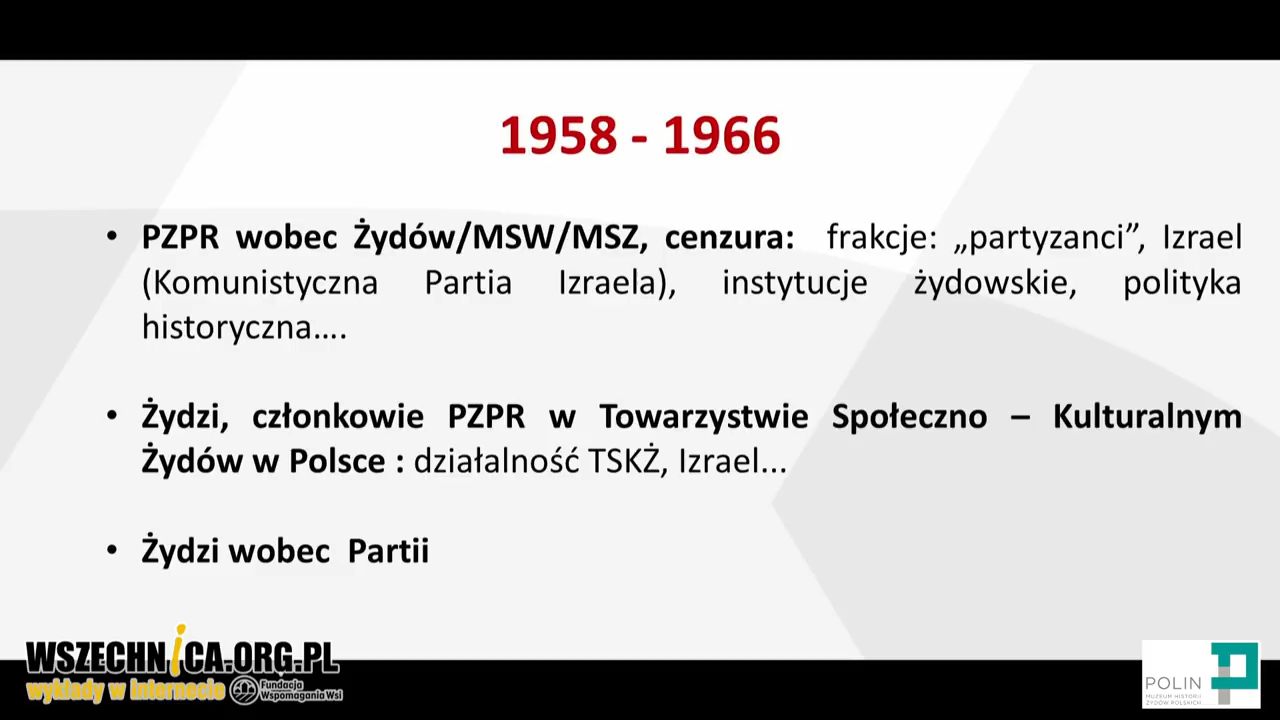 1958 - 1966
• PZPR wobec Żydów/MSW/MSZ, cenzura: frakcje: „partyzanci”, Izrael
(Komunistyczna Partia Izraela), instytucje żydowskie, polityka
historyczna....
• Żydzi, członkowie PZPR w Towarzystwie Społeczno – Kulturalnym
Żydów w Polsce : działalność TSKŻ, Izrael...
• Żydzi wobec Partii
WSZECHNiCA.ORG.PL
wykłady w internecie
Fundacja
Wspomagania Wsi
POLIN
MUZEUM HISTORII
ŻYDÓW POLSKICH